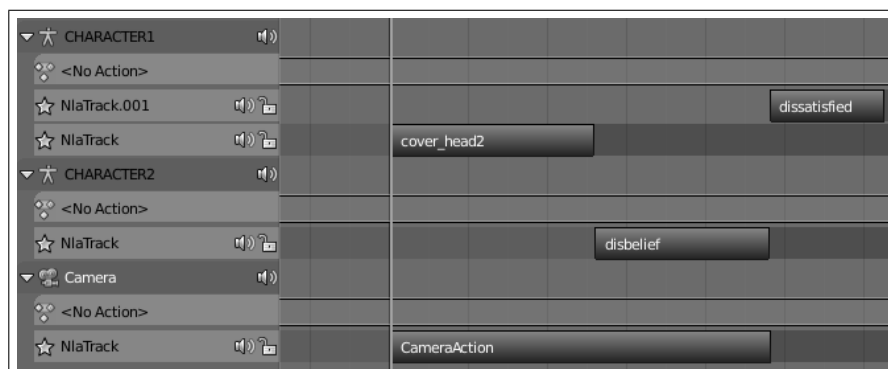 CHARACTER1
<No Action>
NlaTrack.001 dissatisfied
NlaTrack cover_head2
CHARACTER2
<No Action>
NlaTrack disbelief
Camera
<No Action>
NlaTrack CameraAction